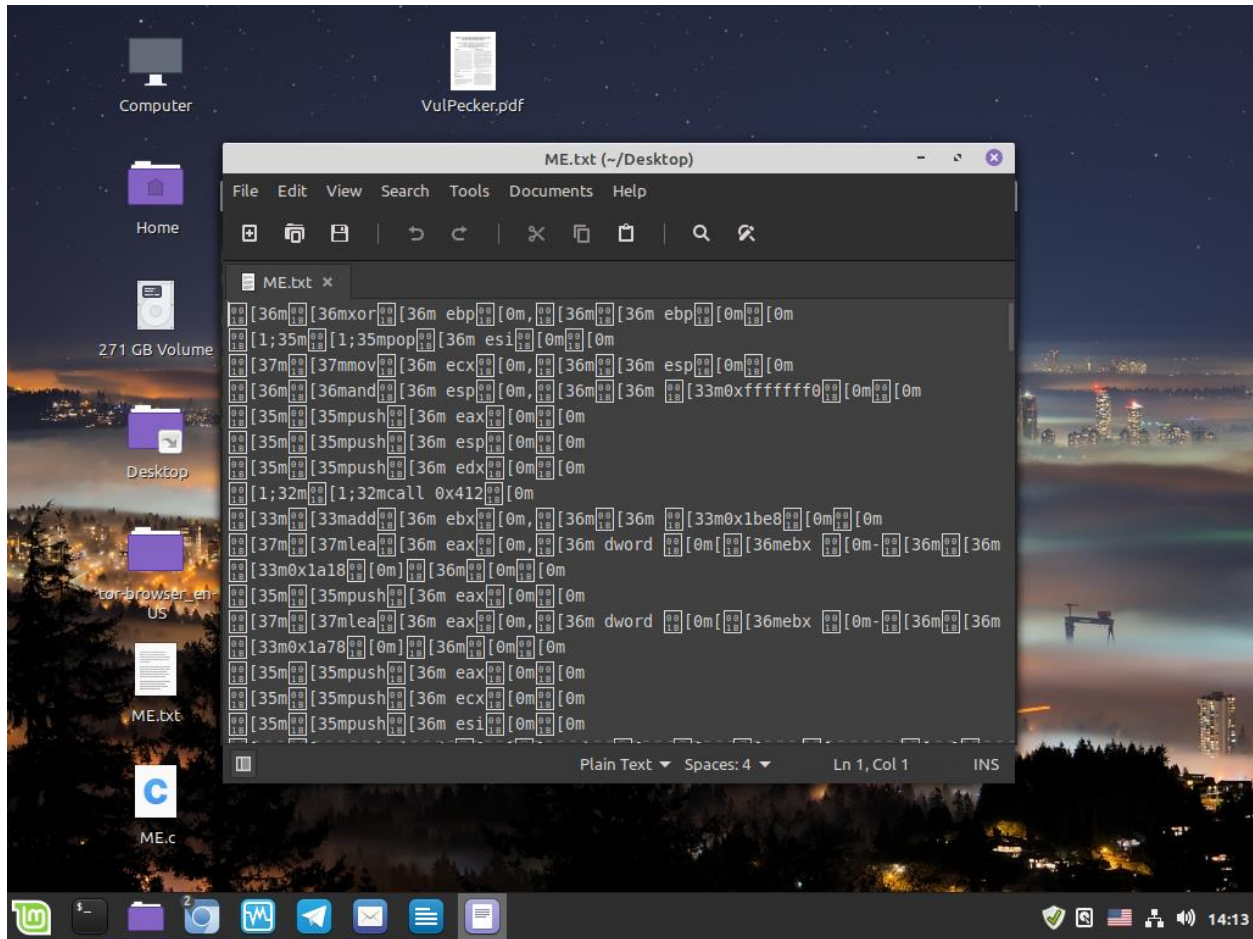 Computer
VulPecker.pdf
Home
271 GB Volume
Desktop
tor-browser_en-
US
ME.txt
ME.c
ME.txt (~/Desktop)
File Edit View Search Tools Documents Help
ME.txt
␛[36m␛[36mxor␛[36m ebp␛[0m,␛[36m␛[36m ebp␛[0m␛[0m
␛[1;35m␛[1;35mpop␛[36m esi␛[0m␛[0m
␛[37m␛[37mmov␛[36m ecx␛[0m,␛[36m␛[36m esp␛[0m␛[0m
␛[36m␛[36mand␛[36m esp␛[0m,␛[36m␛[36m ␛[33m0xfffffff0␛[0m␛[0m
␛[35m␛[35mpush␛[36m eax␛[0m␛[0m
␛[35m␛[35mpush␛[36m esp␛[0m␛[0m
␛[35m␛[35mpush␛[36m edx␛[0m␛[0m
␛[1;32m␛[1;32mcall 0x412␛[0m
␛[33m␛[33madd␛[36m ebx␛[0m,␛[36m␛[36m ␛[33m0x1be8␛[0m␛[0m
␛[37m␛[37mlea␛[36m eax␛[0m,␛[36m dword ␛[0m[␛[36mebx ␛[0m-␛[36m␛[36m
␛[33m0x1a18␛[0m]␛[36m␛[0m␛[0m
␛[35m␛[35mpush␛[36m eax␛[0m␛[0m
␛[37m␛[37mlea␛[36m eax␛[0m,␛[36m dword ␛[0m[␛[36mebx ␛[0m-␛[36m␛[36m
␛[33m0x1a78␛[0m]␛[36m␛[0m␛[0m
␛[35m␛[35mpush␛[36m eax␛[0m␛[0m
␛[35m␛[35mpush␛[36m ecx␛[0m␛[0m
␛[35m␛[35mpush␛[36m esi␛[0m␛[0m
Plain Text Spaces: 4 Ln 1, Col 1 INS
2
14:13